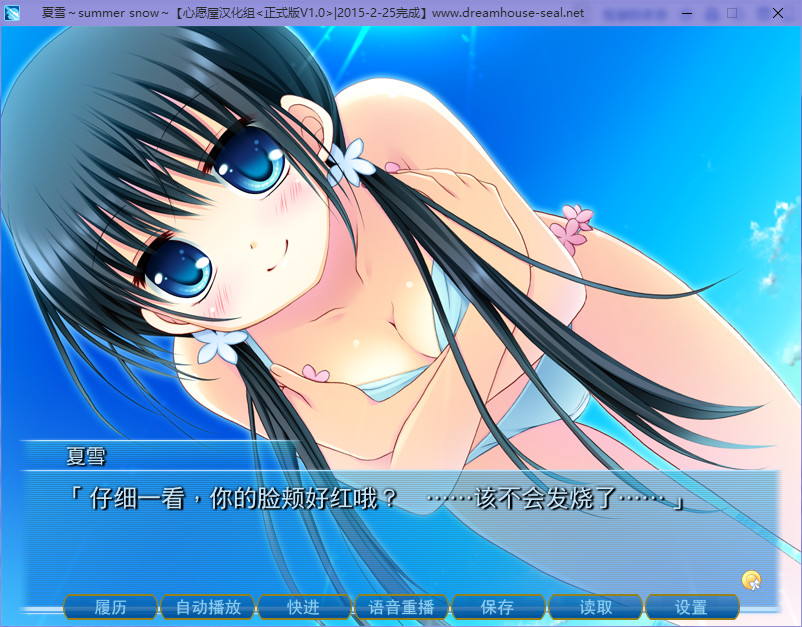 夏雪～summer snow～【心愿屋汉化组<正式版V1.0>|2015-2-25完成】www.dreamhouse-seal.net
夏雪
「仔细一看，你的脸颊好红哦？　……该不会发烧了……」
履历 自动播放 快进 语音重播 保存 读取 设置